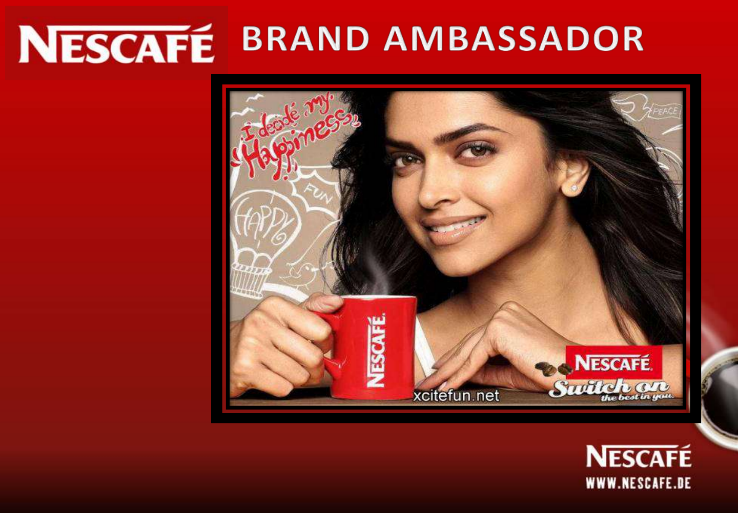 NESCAFÉ BRAND AMBASSADOR
I decade my
Happiness
!!
PEACE
FUN
HAPPY
NESCAFÉ
NESCAFÉ
Switch on
the best in you.
xcitefun.net
NESCAFÉ
WWW.NESCAFE.DE